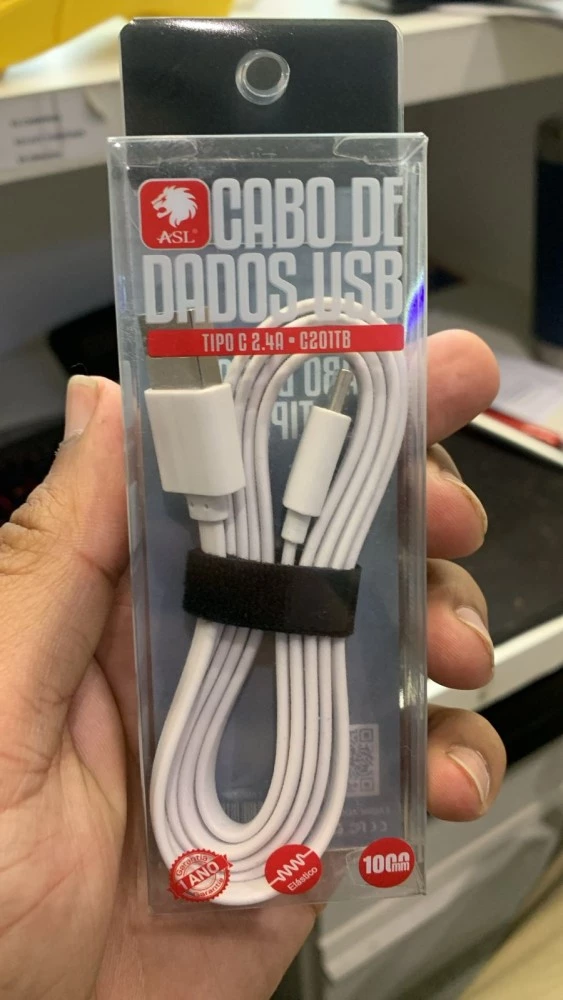 ASL
CABO DE
DADOS USB
TIPO C 2.4A • C201TB
1 ANO
Elástico
1000mm